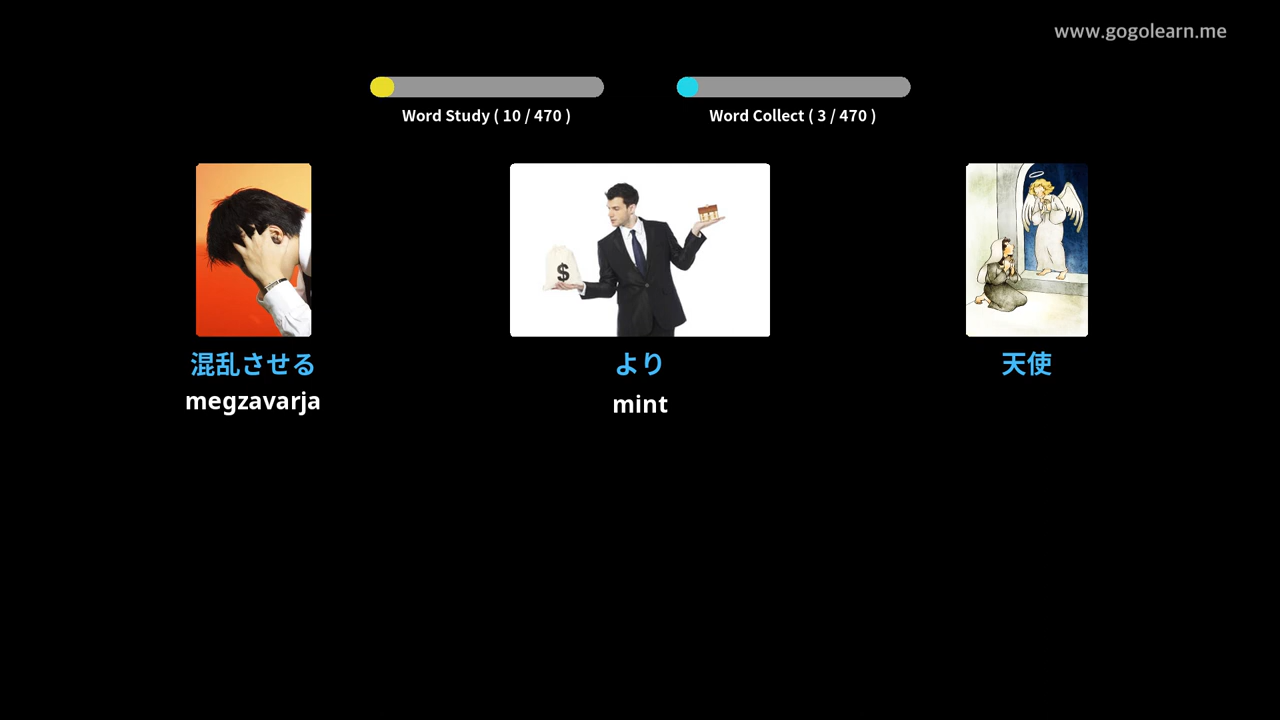 www.gogolearn.me
Word Study ( 10 / 470 )
Word Collect ( 3 / 470 )
混乱させる
megzavarja
より
mint
天使
$